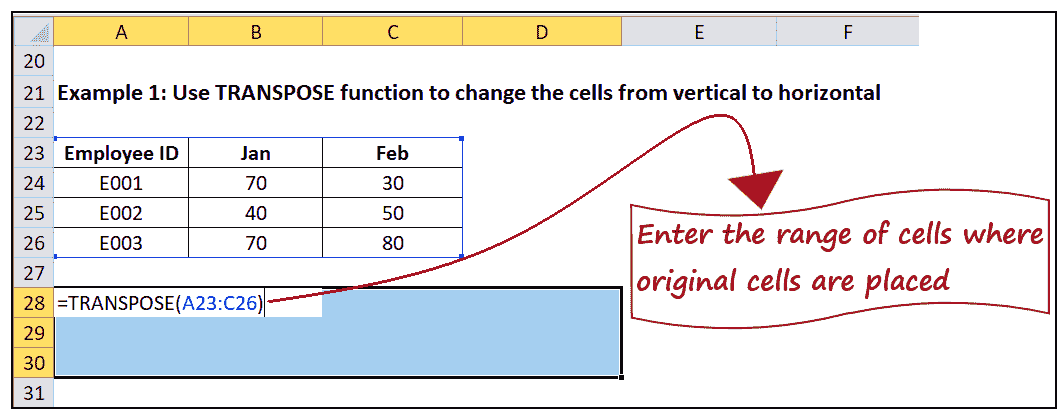 A B C D E F
20
21 Example 1: Use TRANSPOSE function to change the cells from vertical to horizontal
22
23 Employee ID Jan Feb
24 E001 70 30
25 E002 40 50
26 E003 70 80
27
28 =TRANSPOSE(A23:C26)
29
30
31
Enter the range of cells where
original cells are placed